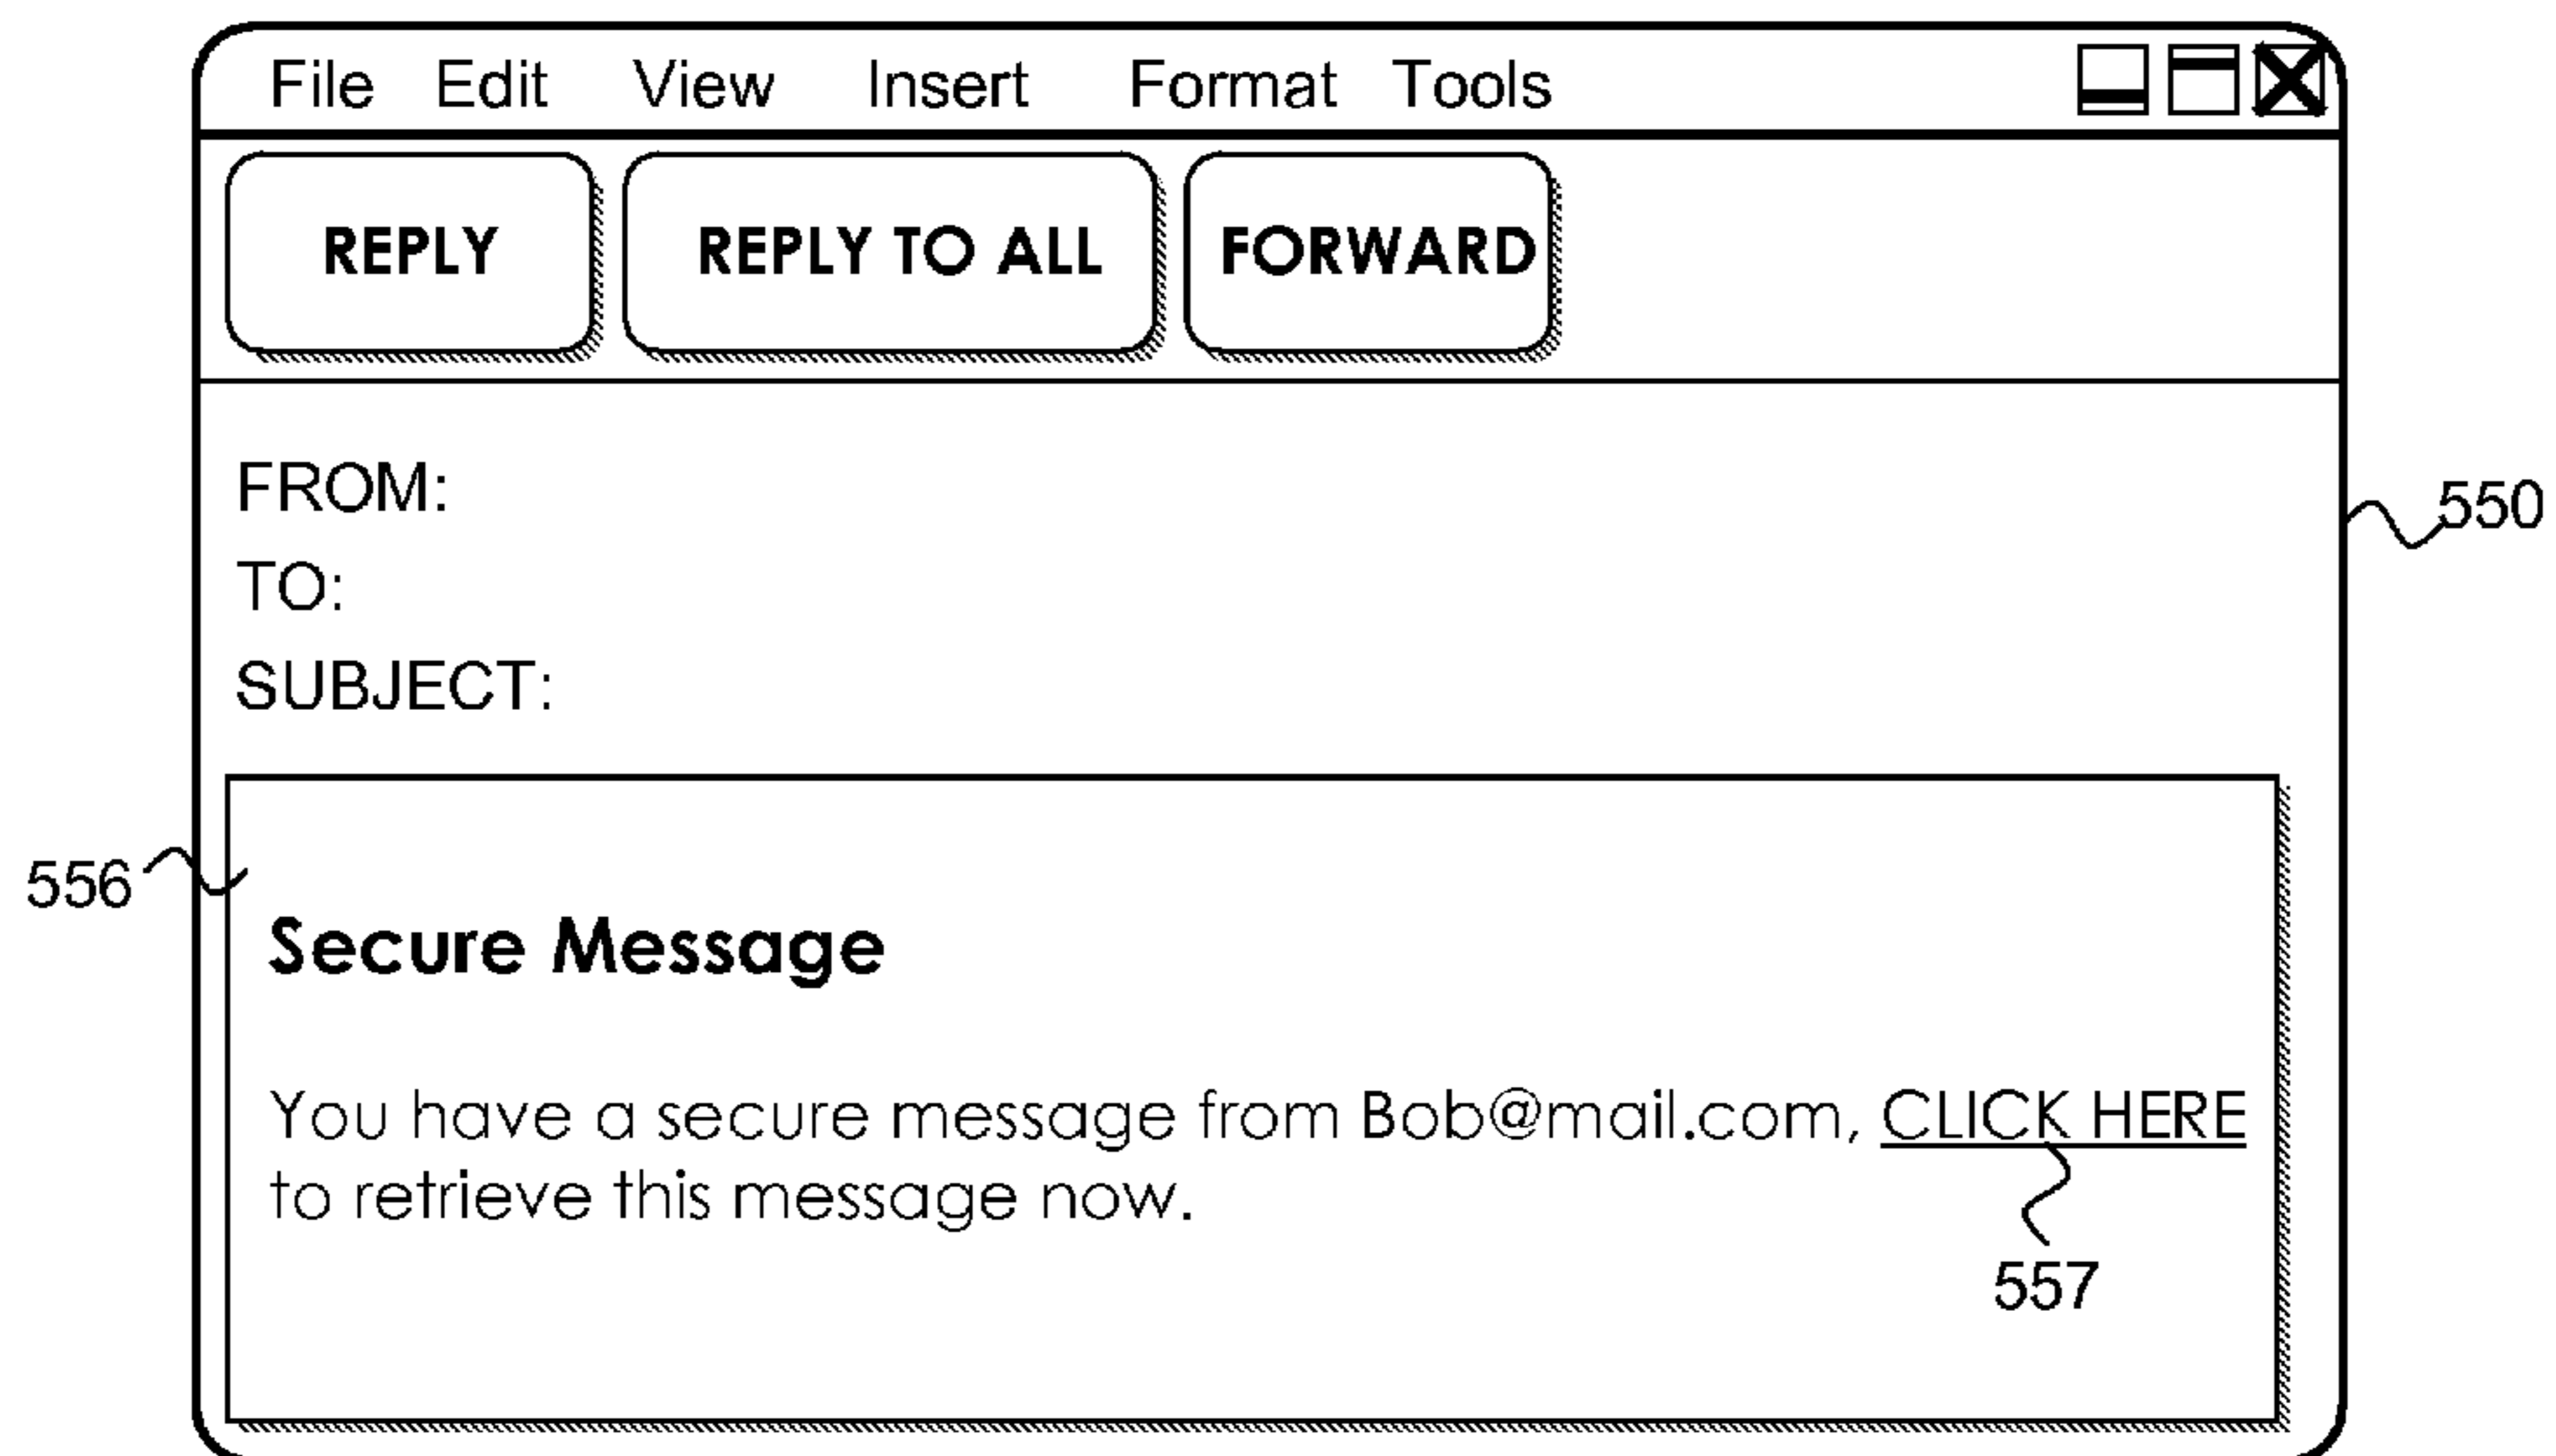 File Edit View Insert Format Tools
REPLY REPLY TO ALL FORWARD
FROM:
550
TO:
SUBJECT:
556
Secure Message
You have a secure message from Bob@mail.com, CLICK HERE
to retrieve this message now.
557